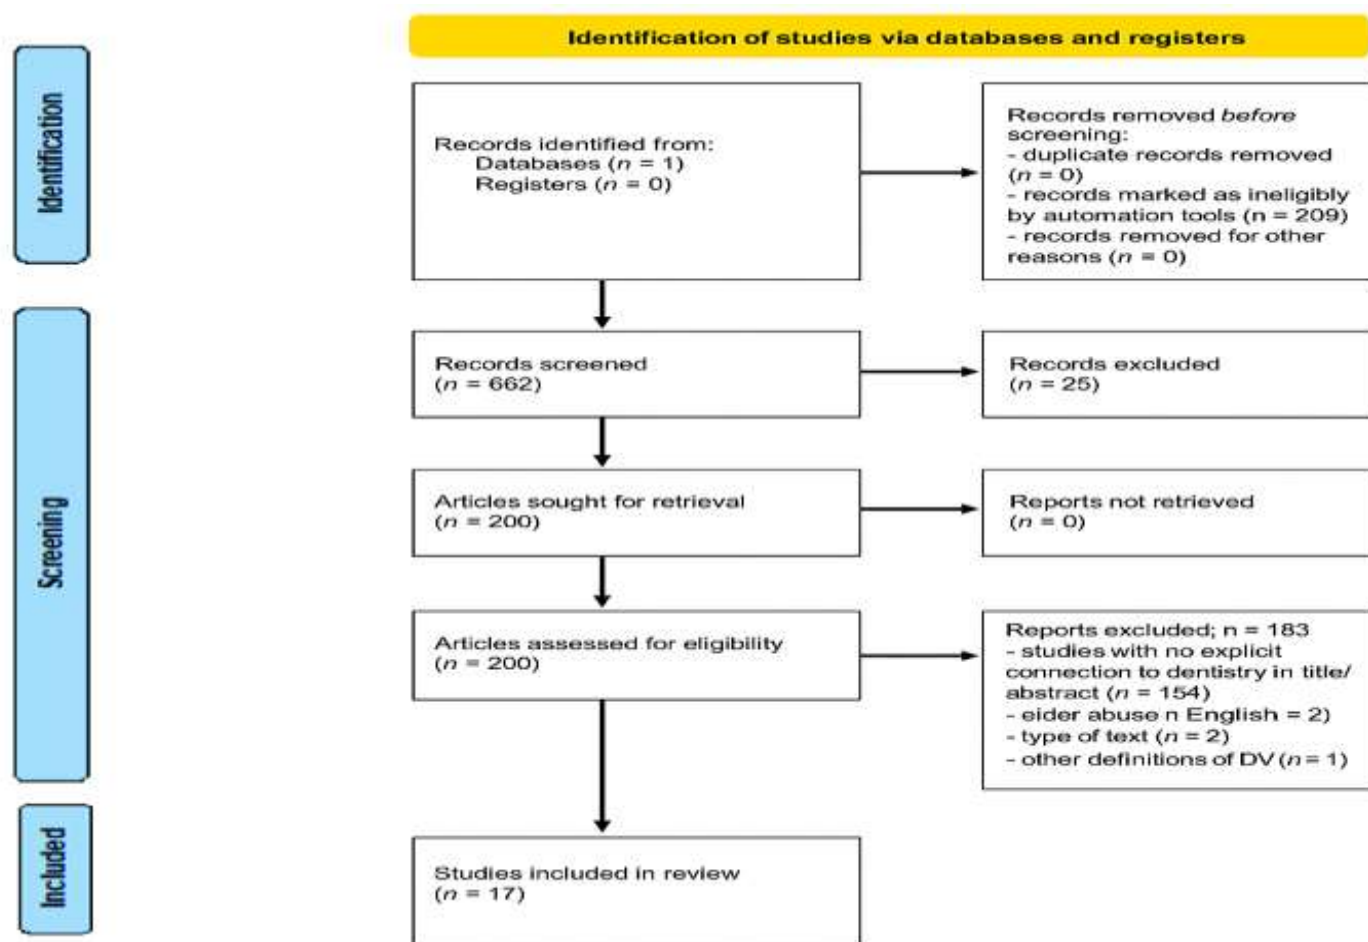 Identification of studies via databases and registers
Identification
Records identified from:
Databases (n = 1)
Registers (n = 0)
Records removed before
screening:
- duplicate records removed
(n = 0)
- records marked as ineligibly
by automation tools (n = 209)
- records removed for other
reasons (n = 0)
Screening
Records screened
(n = 662)
Records excluded
(n = 25)
Articles sought for retrieval
(n = 200)
Reports not retrieved
(n = 0)
Articles assessed for eligibility
(n = 200)
Reports excluded; n = 183
- studies with no explicit
connection to dentistry in title/
abstract (n = 154)
- eider abuse n English = 2)
- type of text (n = 2)
- other definitions of DV (n = 1)
Included
Studies included in review
(n = 17)